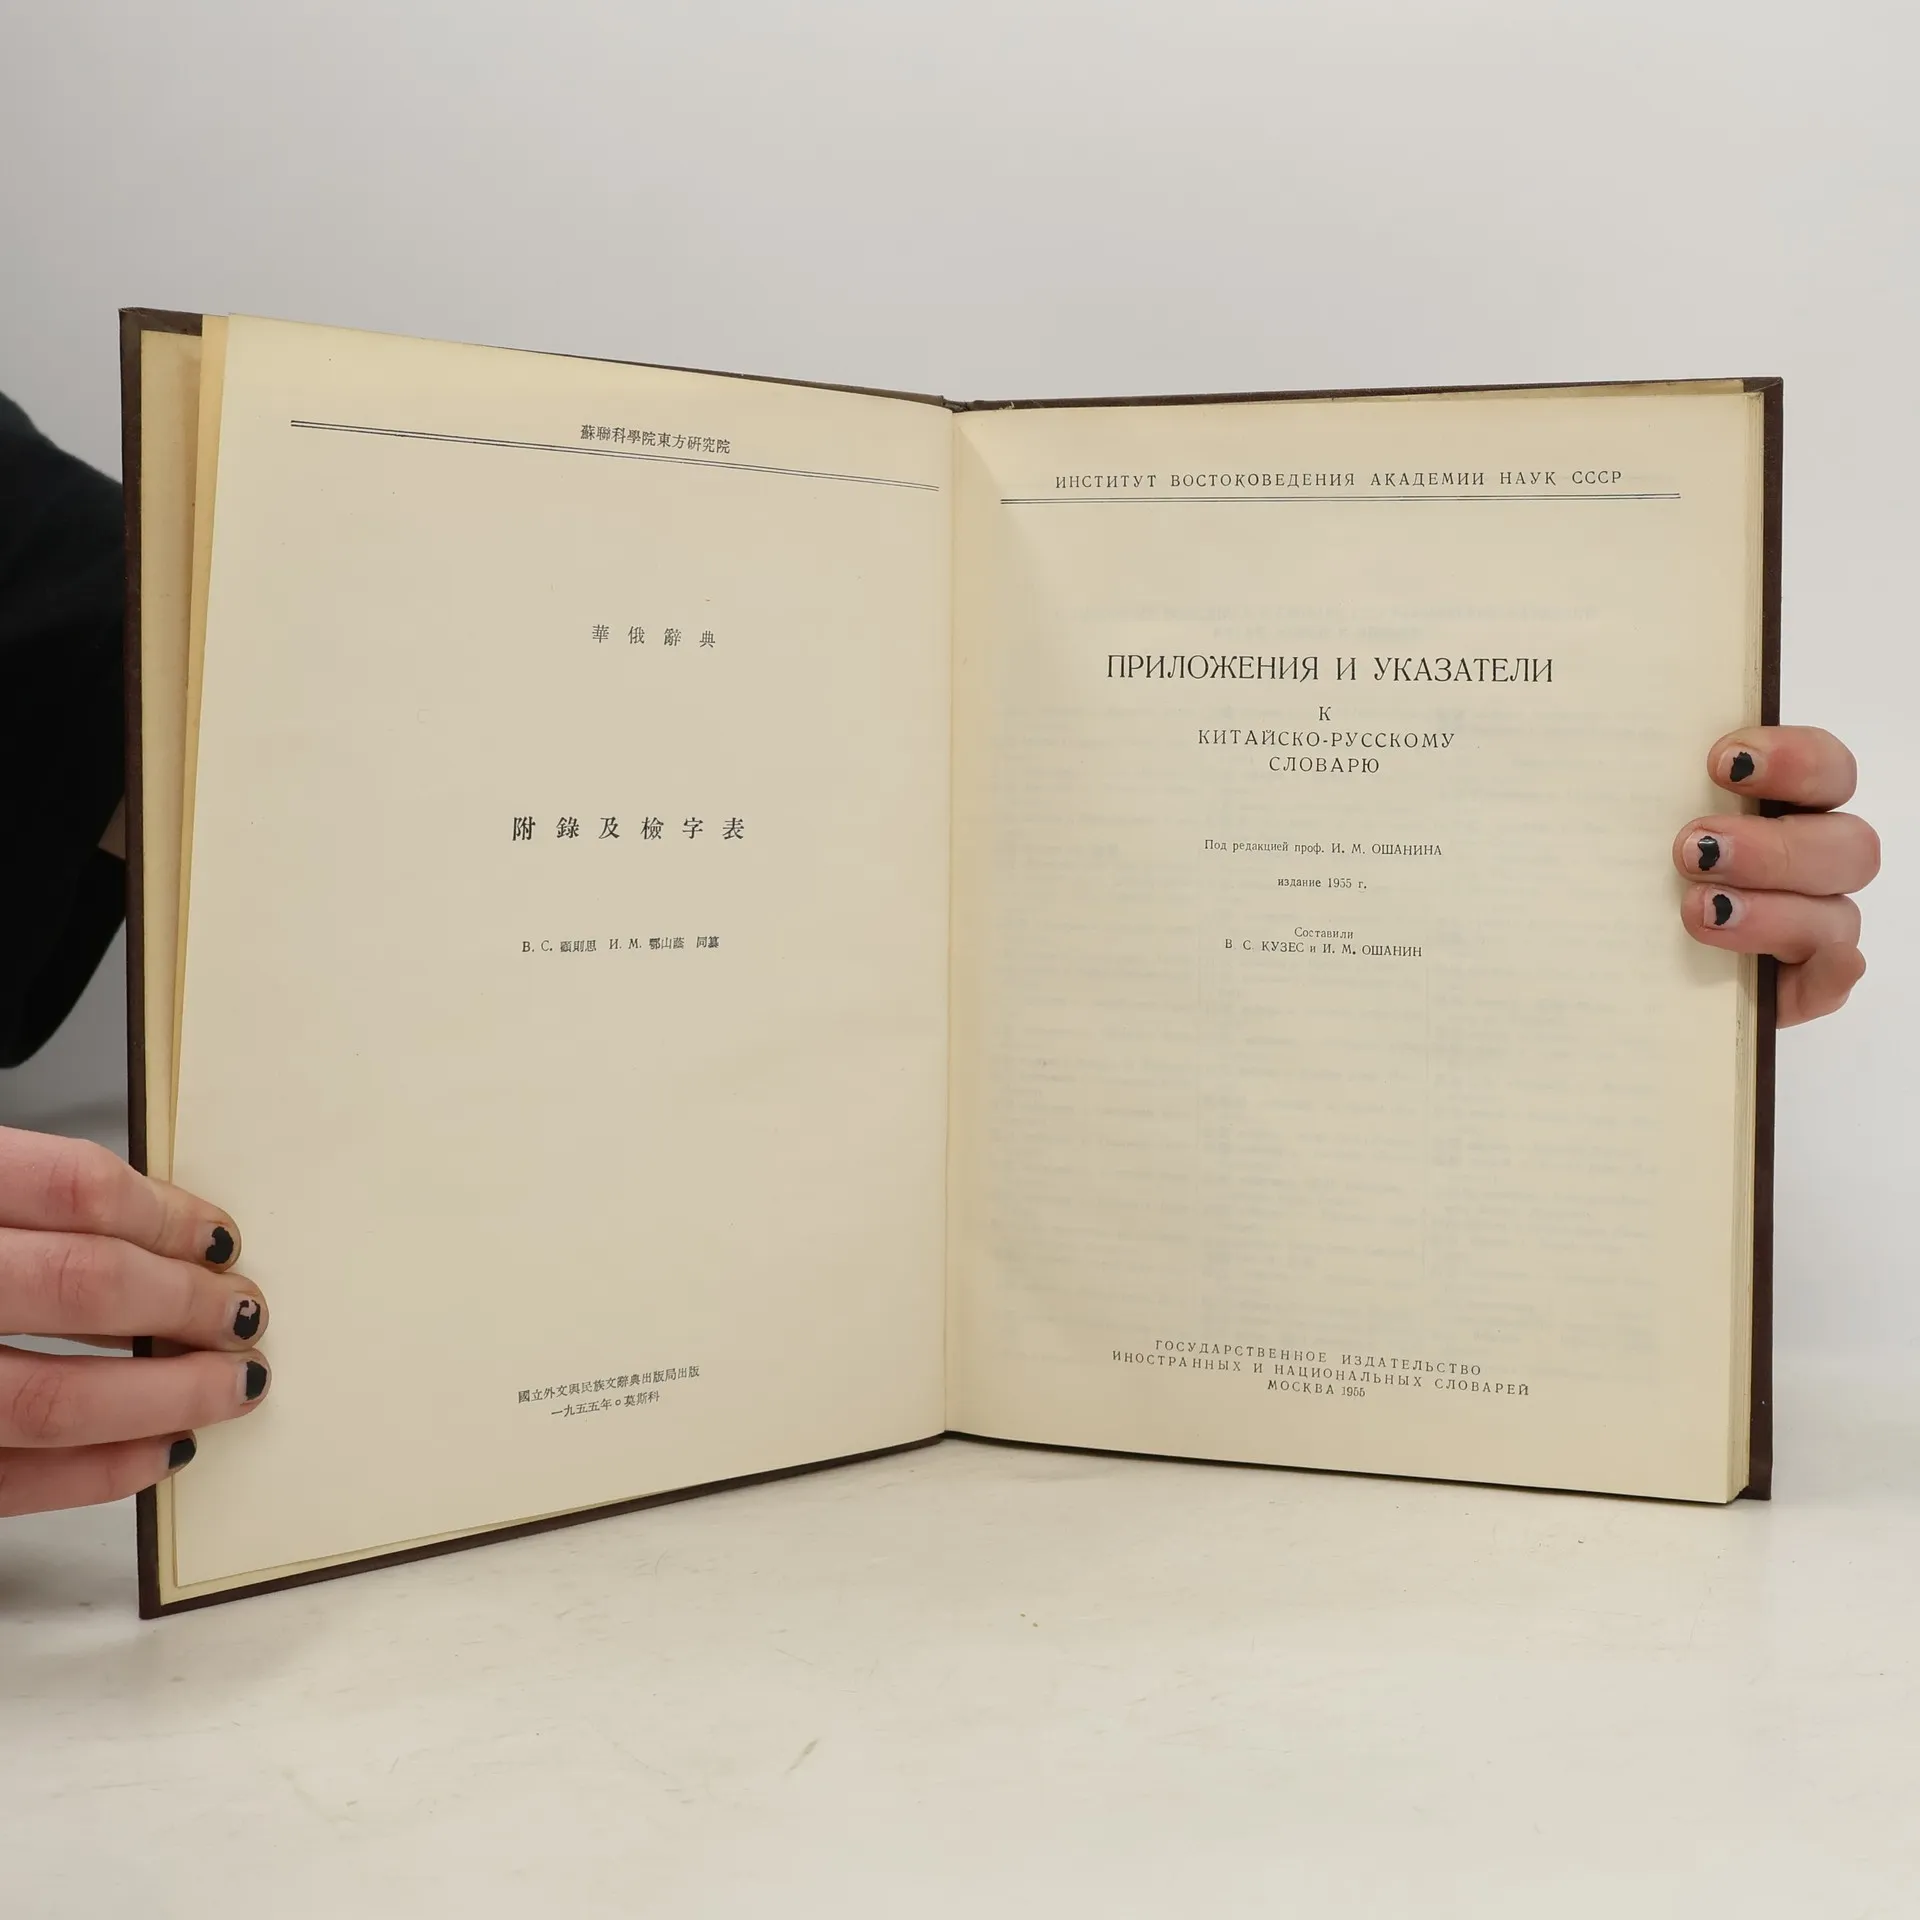 蘇聯科學院東方研究院
華俄辭典
附錄及檢字表
В. С. 顧則思 И. М. 鄂山蔭 同纂
國立外文與民族文辭典出版局出版
一九五五年。莫斯科
ИНСТИТУТ ВОСТОКОВЕДЕНИЯ АКАДЕМИИ НАУК СССР
ПРИЛОЖЕНИЯ И УКАЗАТЕЛИ
К
КИТАЙСКО-РУССКОМУ
СЛОВАРЮ
Под редакцией проф. И. М. ОШАНИНА
издание 1955 г.
Составили
В. С. КУЗЕС и И. М. ОШАНИН
ГОСУДАРСТВЕННОЕ ИЗДАТЕЛЬСТВО
ИНОСТРАННЫХ И НАЦИОНАЛЬНЫХ СЛОВАРЕЙ
МОСКВА 1955